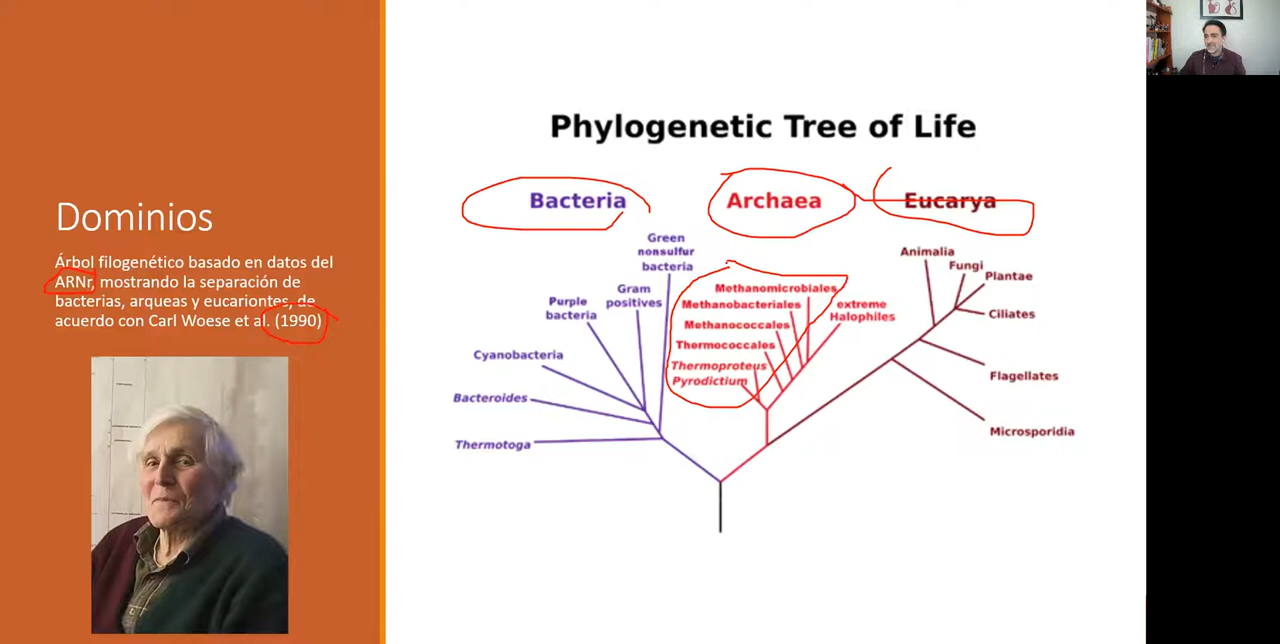 Dominios
Árbol filogenético basado en datos del
ARNr, mostrando la separación de
bacterias, arqueas y eucariontes, de
acuerdo con Carl Woese et al. (1990)
Phylogenetic Tree of Life
Bacteria
Archaea
Eucarya
Green
nonsulfur
bacteria
Gram
positives
Purple
bacteria
Cyanobacteria
Bacteroides
Thermotoga
Methanomicrobiales
Methanobacteriales
Methanococcales
Thermococcales
Thermoproteus
Pyrodictium
extreme
Halophiles
Animalia
Fungi
Plantae
Ciliates
Flagellates
Microsporidia